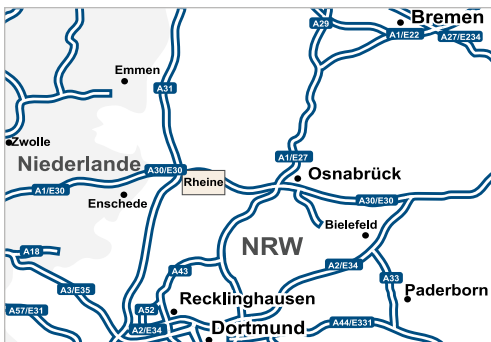 Bremen
A29
A1/E22
A27/E234
Emmen
A31
Zwolle
Niederlande
A1/E27
A30/E30
Rheine
Osnabrück
A1/E30
Enschede
A30/E30
Bielefeld
NRW
A18
A2/E34
A43
A33
A3/E35
Recklinghausen
Paderborn
A57/E31
A52
A2/E34
Dortmund
A44/E331